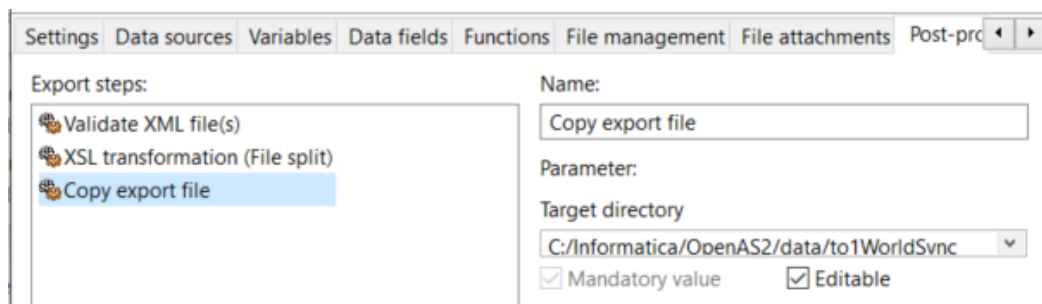 Settings Data sources Variables Data fields Functions File management File attachments Post-prc
Export steps:
Validate XML file(s)
XSL transformation (File split)
Copy export file
Name:
Copy export file
Parameter:
Target directory
C:/Informatica/OpenAS2/data/to1WorldSync
Mandatory value Editable